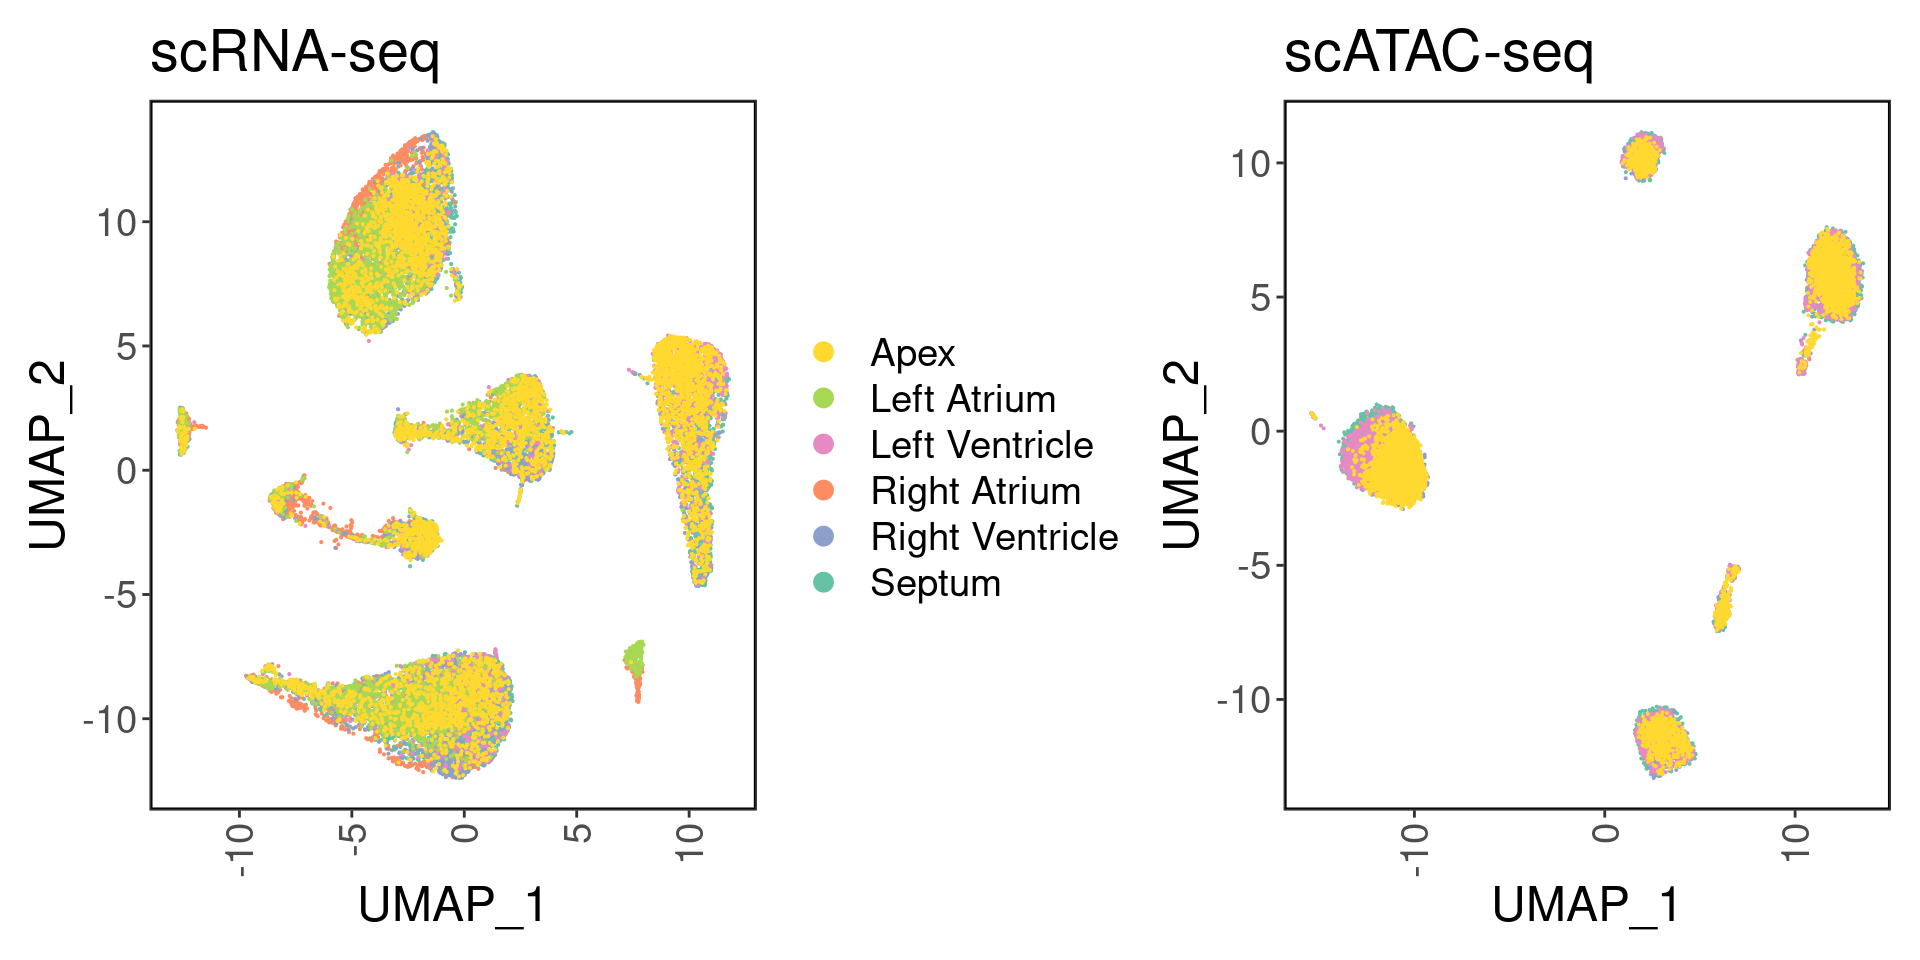 scRNA-seq
UMAP_2
10
5
0
-5
-10
-10
-5
0
5
10
UMAP_1
Apex
Left Atrium
Left Ventricle
Right Atrium
Right Ventricle
Septum
scATAC-seq
UMAP_2
10
5
0
-5
-10
-10
0
10
UMAP_1